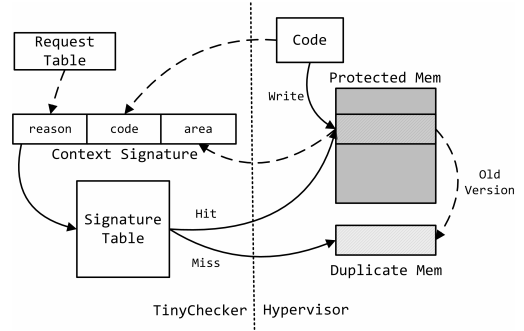 Request
Table
Code
Protected Mem
Write
reason
code
area
Context Signature
Signature
Table
Hit
Miss
Old
Version
Duplicate Mem
TinyChecker
Hypervisor